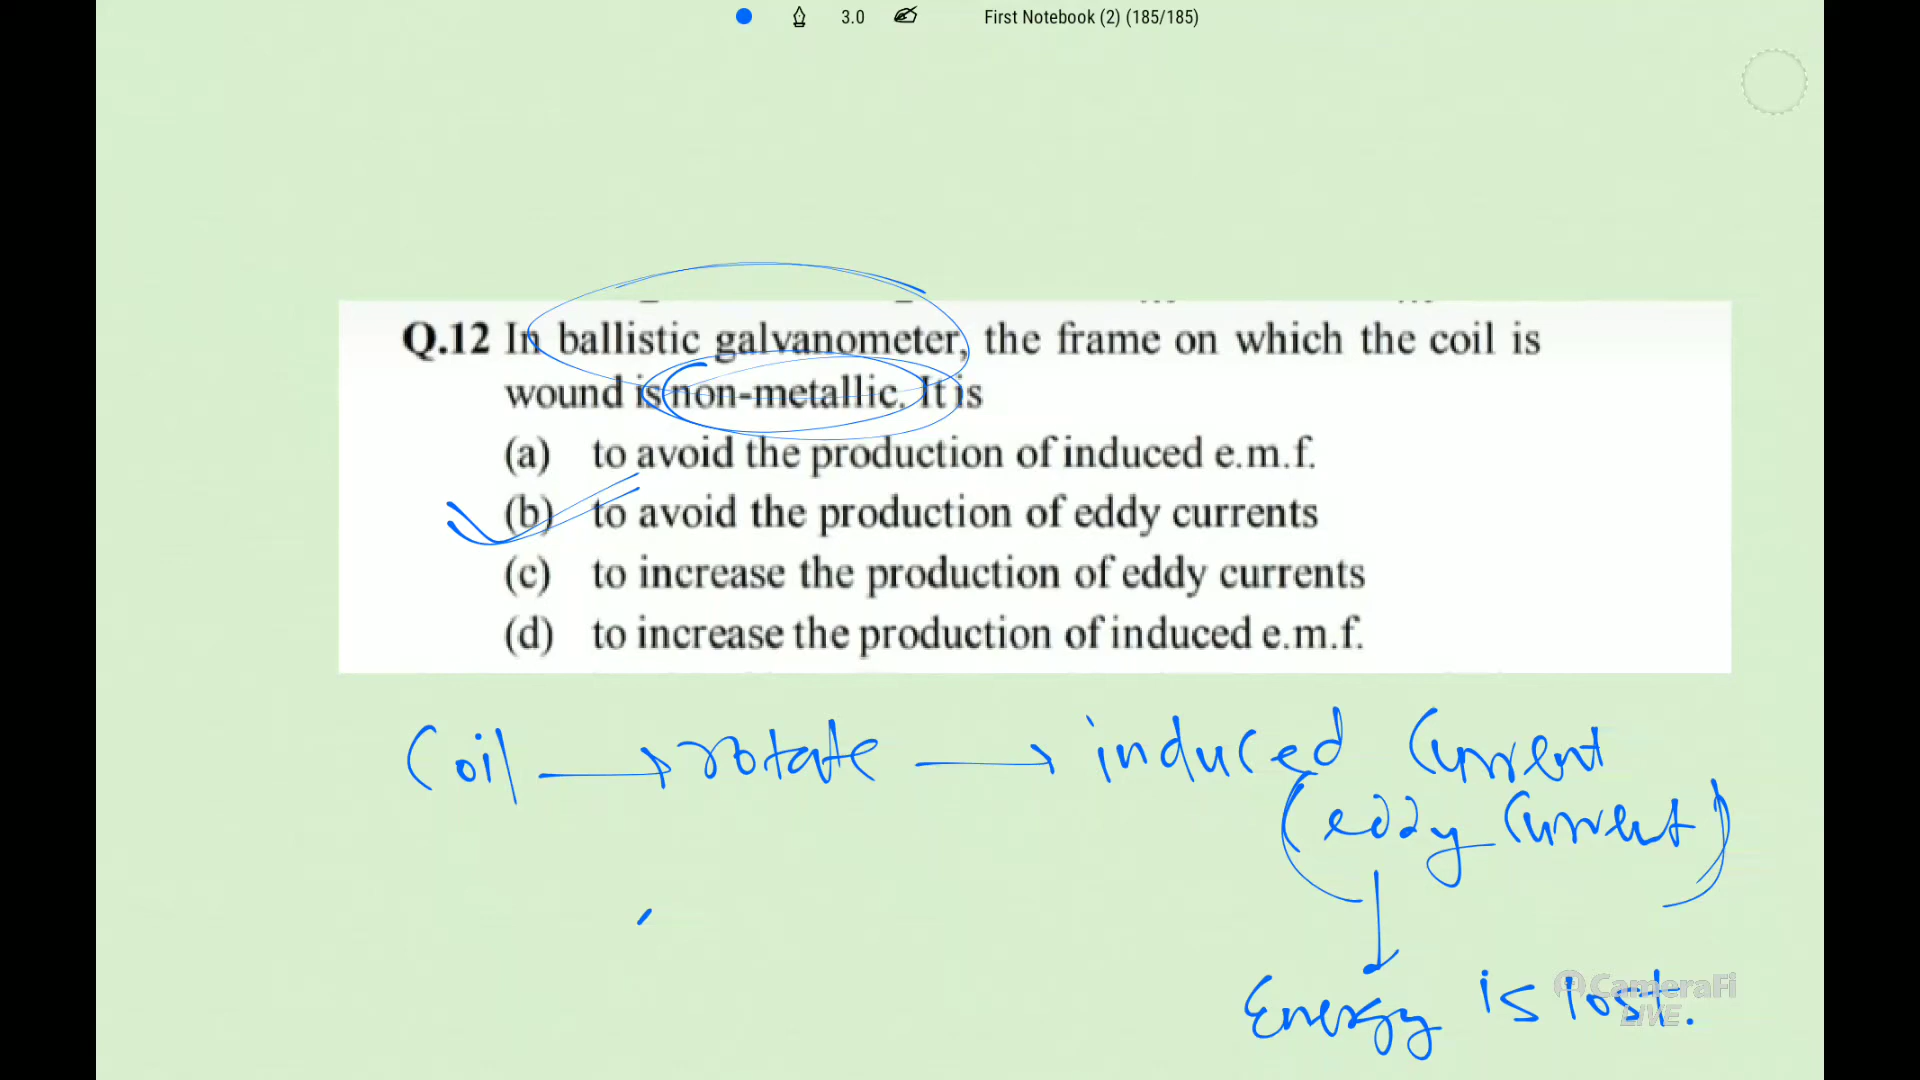 3.0 First Notebook (2) (185/185)
Q.12 In ballistic galvanometer, the frame on which the coil is
wound is non-metallic. It is
(a) to avoid the production of induced e.m.f.
(b) to avoid the production of eddy currents
(c) to increase the production of eddy currents
(d) to increase the production of induced e.m.f.
Coil → rotate → induced Current
(eddy Current)
Energy is lost.
CameraFi
LIVE